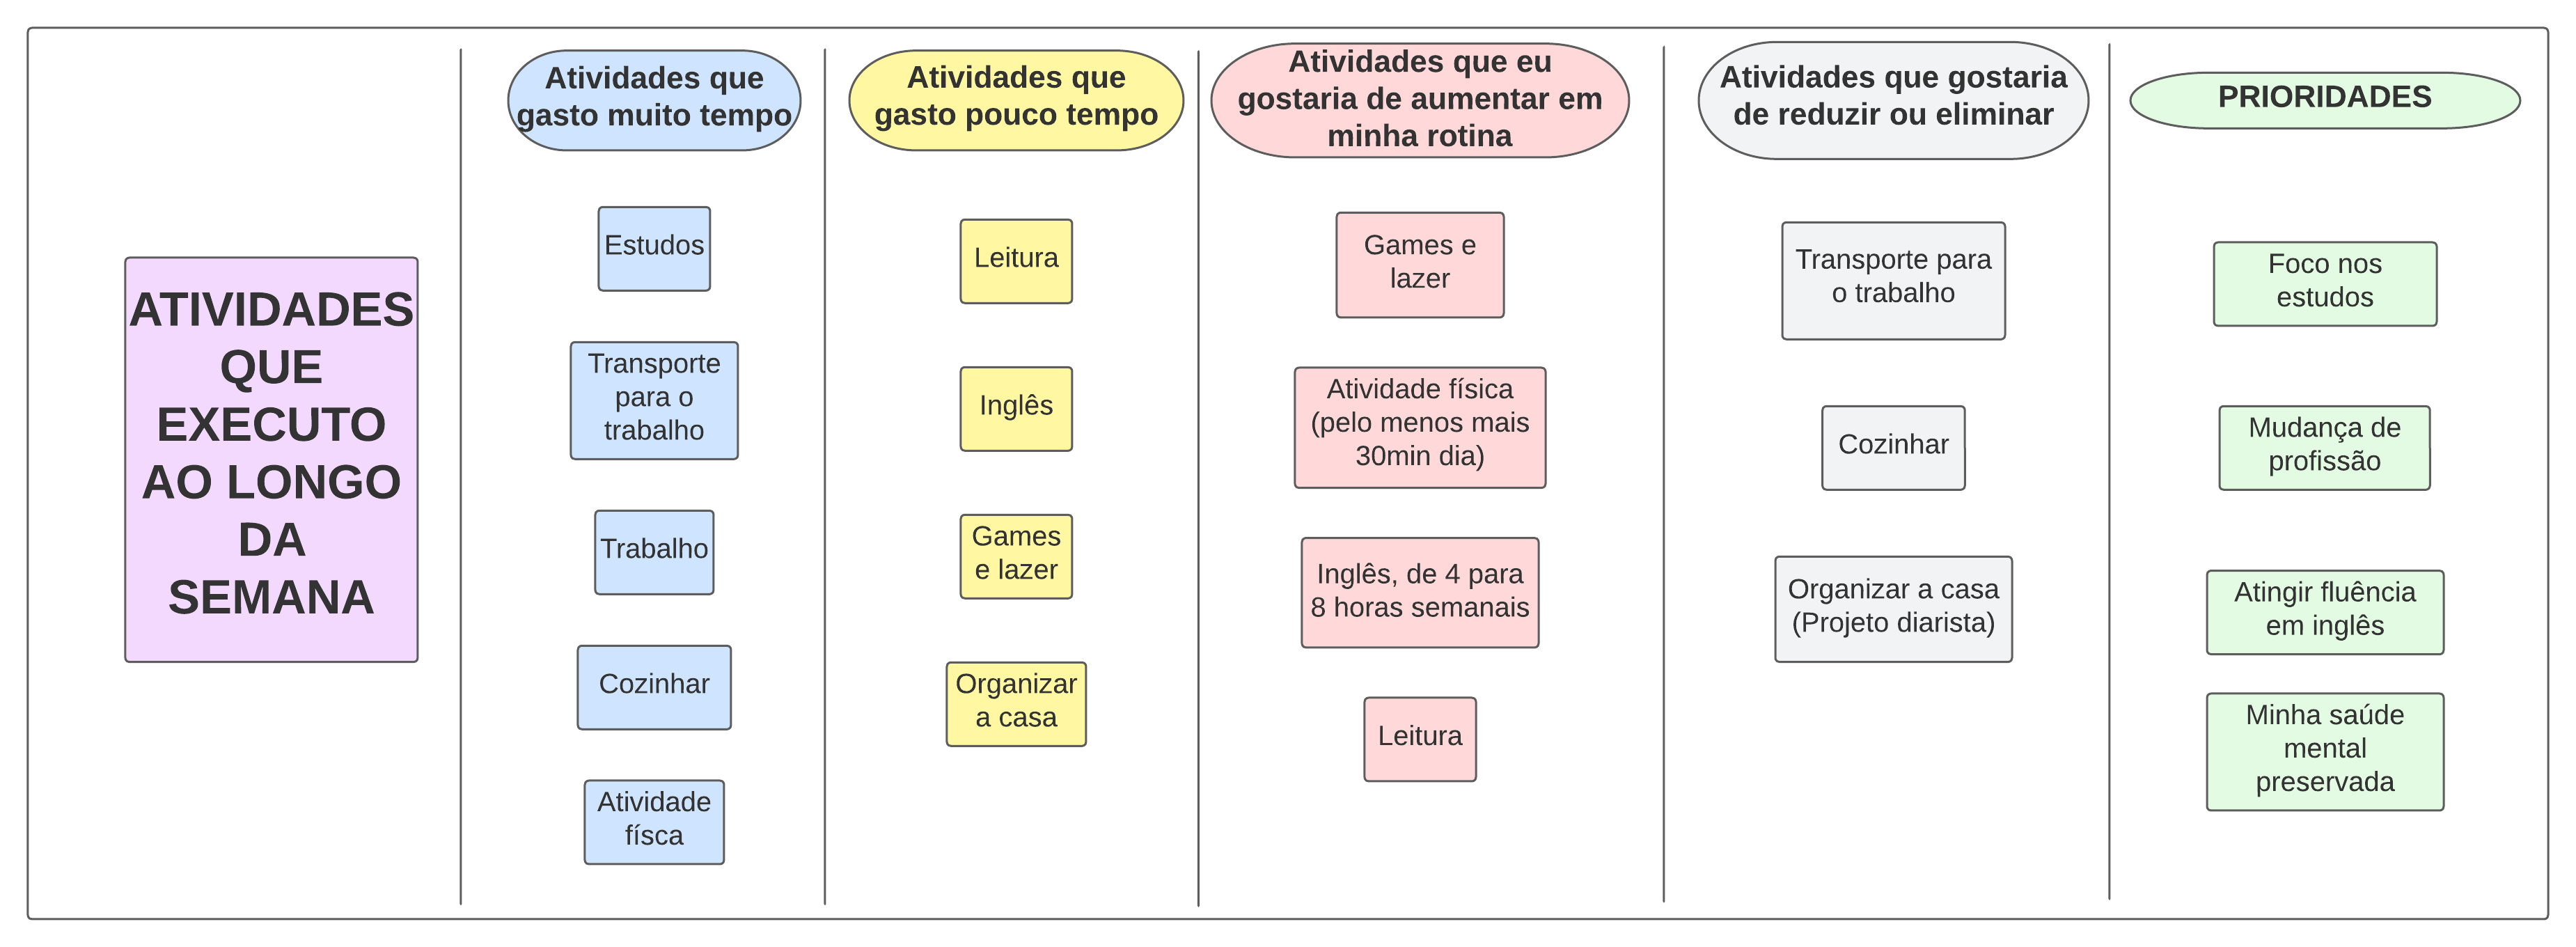 ATIVIDADES
QUE
EXECUTO
AO LONGO
DA
SEMANA
Atividades que
gasto muito tempo
Estudos
Transporte
para o
trabalho
Trabalho
Cozinhar
Atividade
físca
Atividades que
gasto pouco tempo
Leitura
Inglês
Games
e lazer
Organizar
a casa
Atividades que eu
gostaria de aumentar em
minha rotina
Games e
lazer
Atividade física
(pelo menos mais
30min dia)
Inglês, de 4 para
8 horas semanais
Leitura
Atividades que gostaria
de reduzir ou eliminar
Transporte para
o trabalho
Cozinhar
Organizar a casa
(Projeto diarista)
PRIORIDADES
Foco nos
estudos
Mudança de
profissão
Atingir fluência
em inglês
Minha saúde
mental
preservada